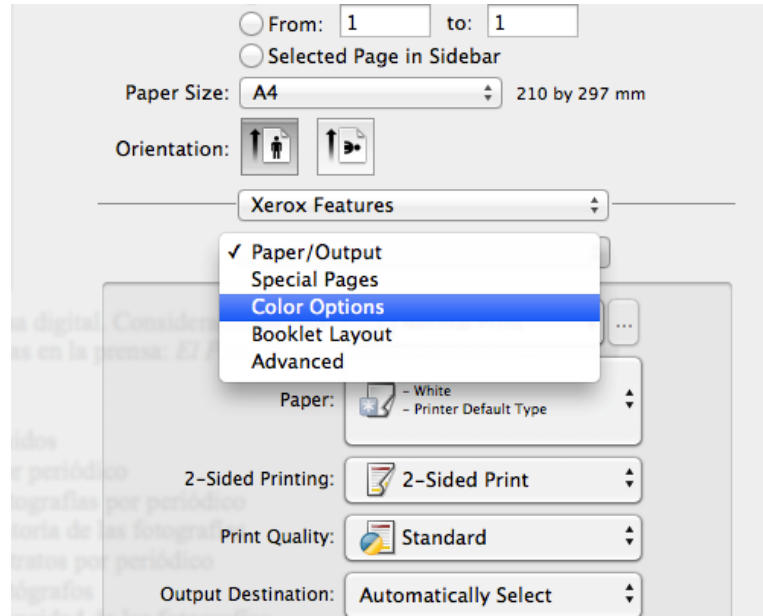 From: 1 to: 1
Selected Page in Sidebar
Paper Size: A4 210 by 297 mm
Orientation:
Xerox Features
✓ Paper/Output
Special Pages
Color Options
a digital. Consider
Booklet Layout
as en la prensa: El P
Advanced
...
Paper: - White
- Printer Default Type
idos
r periódico
2-Sided Printing: 2-Sided Print
tografías por periódico
toria de las fotografí
Print Quality: Standard
tratos por periódico
tógrafos
Output Destination: Automatically Select